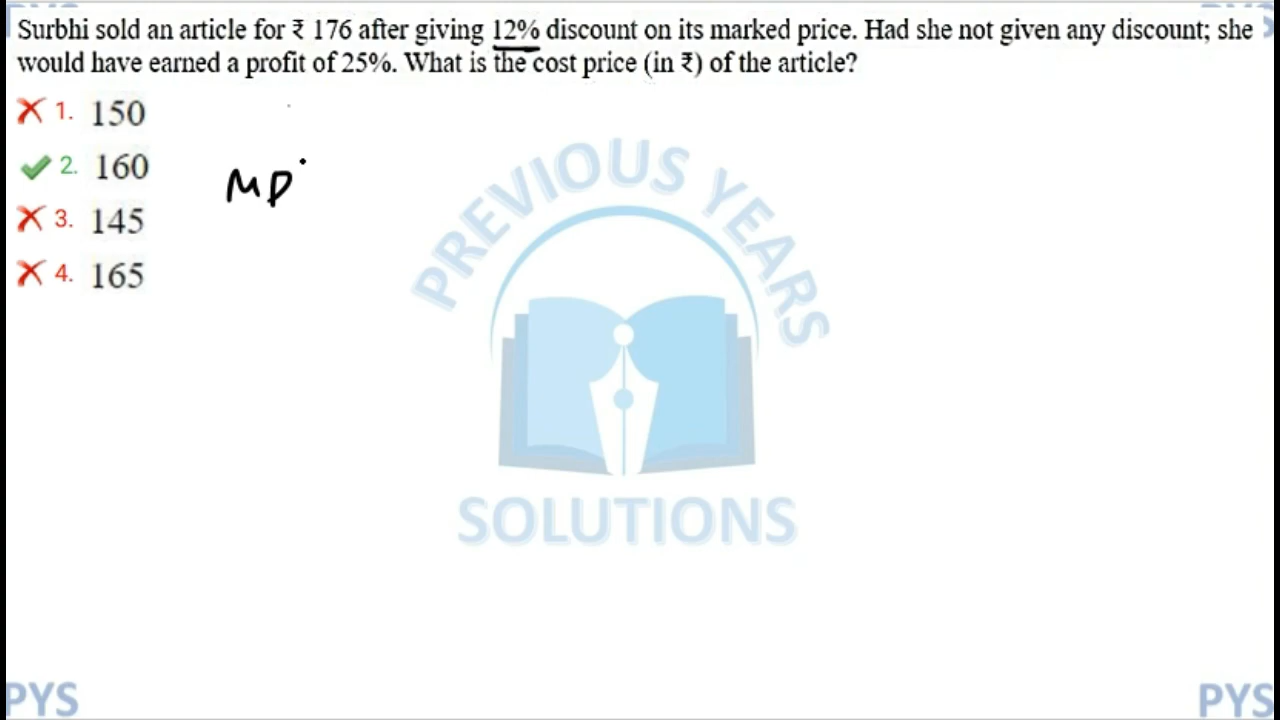 Surbhi sold an article for ₹ 176 after giving 12% discount on its marked price. Had she not given any discount; she
would have earned a profit of 25%. What is the cost price (in ₹) of the article?
1. 150
2. 160
3. 145
4. 165
MP
PREVIOUS YEARS
SOLUTIONS
PYS
PYS